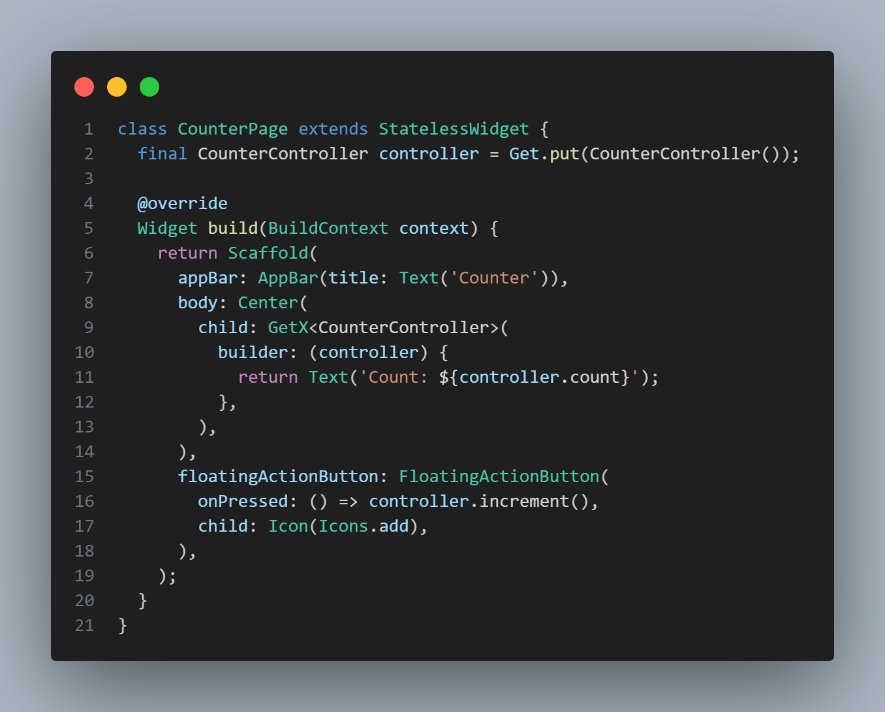 1 class CounterPage extends StatelessWidget {
2   final CounterController controller = Get.put(CounterController());
3
4   @override
5   Widget build(BuildContext context) {
6     return Scaffold(
7       appBar: AppBar(title: Text('Counter')),
8       body: Center(
9         child: GetX<CounterController>(
10           builder: (controller) {
11             return Text('Count: ${controller.count}');
12           },
13         ),
14       ),
15       floatingActionButton: FloatingActionButton(
16         onPressed: () => controller.increment(),
17         child: Icon(Icons.add),
18       ),
19     );
20   }
21 }